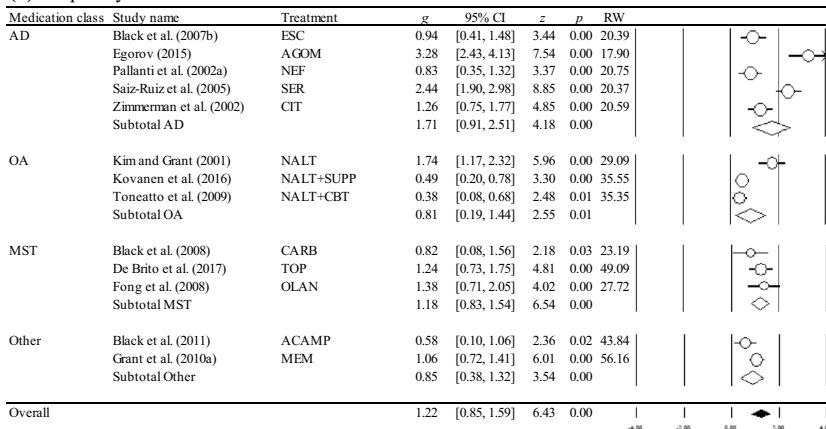 Medication class Study name Treatment g 95% CI z p RW
AD Black et al. (2007b) ESC 0.94 [0.41, 1.48] 3.44 0.00 20.39
Egorov (2015) AGOM 3.28 [2.43, 4.13] 7.54 0.00 17.90
Pallanti et al. (2002a) NEF 0.83 [0.35, 1.32] 3.37 0.00 20.75
Saiz-Ruiz et al. (2005) SER 2.44 [1.90, 2.98] 8.85 0.00 20.37
Zimmerman et al. (2002) CIT 1.26 [0.75, 1.77] 4.85 0.00 20.59
Subtotal AD 1.71 [0.91, 2.51] 4.18 0.00
OA Kim and Grant (2001) NALT 1.74 [1.17, 2.32] 5.96 0.00 29.09
Kovanen et al. (2016) NALT+SUPP 0.49 [0.20, 0.78] 3.30 0.00 35.55
Toneatto et al. (2009) NALT+CBT 0.38 [0.08, 0.68] 2.48 0.01 35.35
Subtotal OA 0.81 [0.19, 1.44] 2.55 0.01
MST Black et al. (2008) CARB 0.82 [0.08, 1.56] 2.18 0.03 23.19
De Brito et al. (2017) TOP 1.24 [0.73, 1.75] 4.81 0.00 49.09
Fong et al. (2008) OLAN 1.38 [0.71, 2.05] 4.02 0.00 27.72
Subtotal MST 1.18 [0.83, 1.54] 6.54 0.00
Other Black et al. (2011) ACAMP 0.58 [0.10, 1.06] 2.36 0.02 43.84
Grant et al. (2010a) MEM 1.06 [0.72, 1.41] 6.01 0.00 56.16
Subtotal Other 0.85 [0.38, 1.32] 3.54 0.00
Overall 1.22 [0.85, 1.59] 6.43 0.00
-4.00 -2.00 0.00 2.00